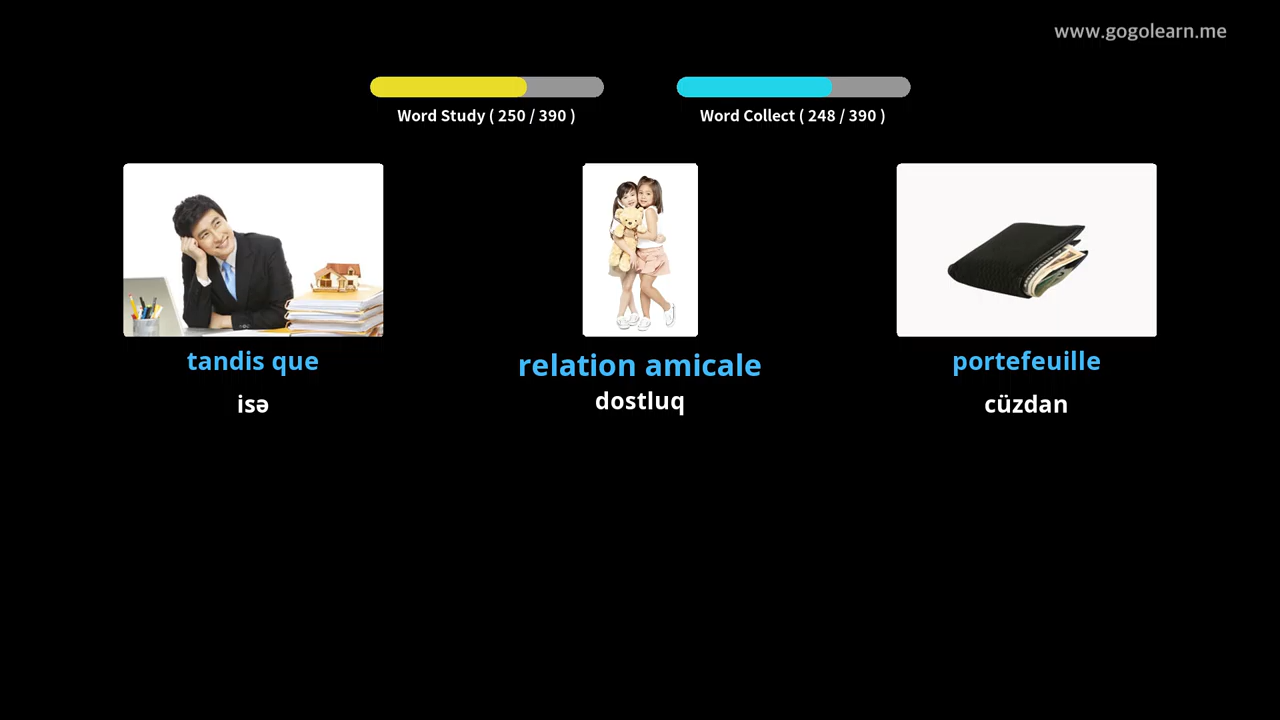 www.gogolearn.me
Word Study ( 250 / 390 )
Word Collect ( 248 / 390 )
tandis que
relation amicale
portefeuille
isə
dostluq
cüzdan